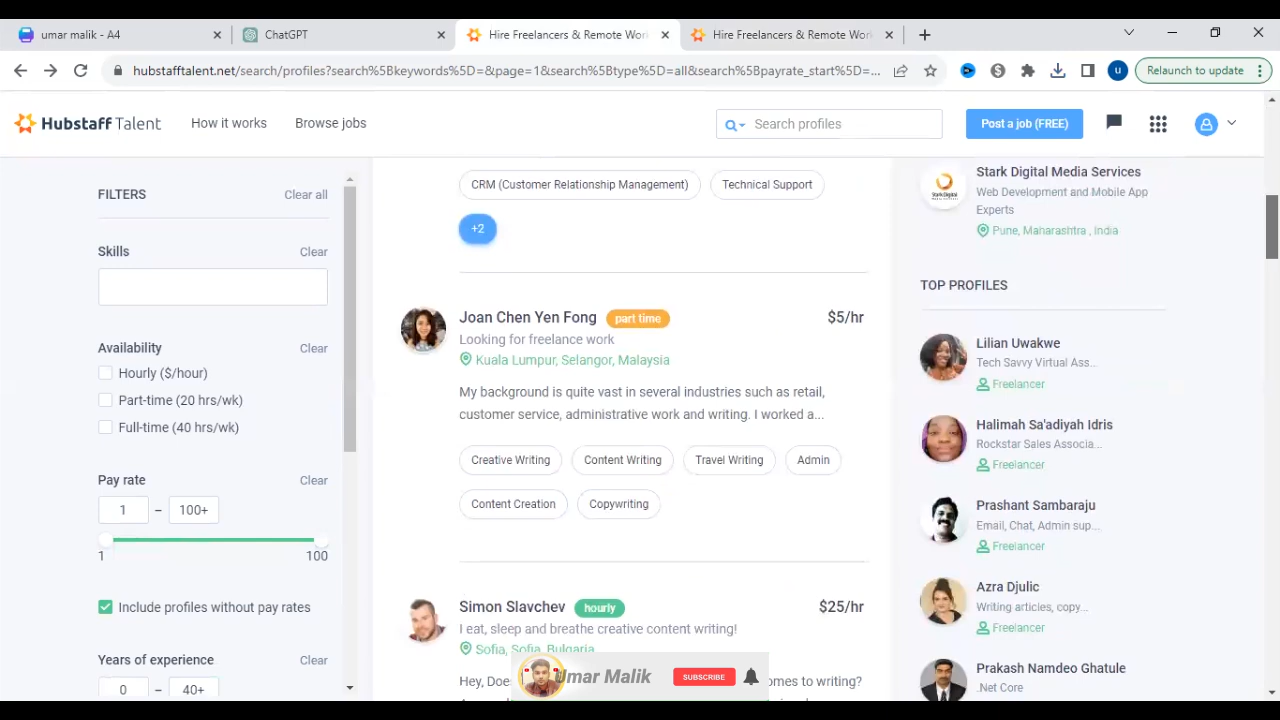 umar malik - A4
ChatGPT
Hire Freelancers & Remote Wor
Hire Freelancers & Remote Wor
hubstafftalent.net/search/profiles?search%5Bkeywords%5D=&page=1&search%5Btype%5D=all&search%5Bpayrate_start%5D=...
u
Relaunch to update
Hubstaff Talent
How it works
Browse jobs
Search profiles
Post a job (FREE)
FILTERS
Clear all
Skills
Clear
Availability
Clear
Hourly ($/hour)
Part-time (20 hrs/wk)
Full-time (40 hrs/wk)
Pay rate
Clear
1 – 100+
1 100
Include profiles without pay rates
Years of experience
Clear
0 – 40+
CRM (Customer Relationship Management)
Technical Support
+2
Joan Chen Yen Fong part time $5/hr
Looking for freelance work
Kuala Lumpur, Selangor, Malaysia
My background is quite vast in several industries such as retail,
customer service, administrative work and writing. I worked a...
Creative Writing
Content Writing
Travel Writing
Admin
Content Creation
Copywriting
Simon Slavchev hourly $25/hr
I eat, sleep and breathe creative content writing!
Sofia, Sofia, Bulgaria
Hey, Does comes to writing?
Umar Malik
SUBSCRIBE
Stark Digital Media Services
Stark Digital
Web Development and Mobile App
Experts
Pune, Maharashtra , India
TOP PROFILES
Lilian Uwakwe
Tech Savvy Virtual Ass...
Freelancer
Halimah Sa'adiyah Idris
Rockstar Sales Associa...
Freelancer
Prashant Sambaraju
Email, Chat, Admin sup...
Freelancer
Azra Djulic
Writing articles, copy...
Freelancer
Prakash Namdeo Ghatule
.Net Core